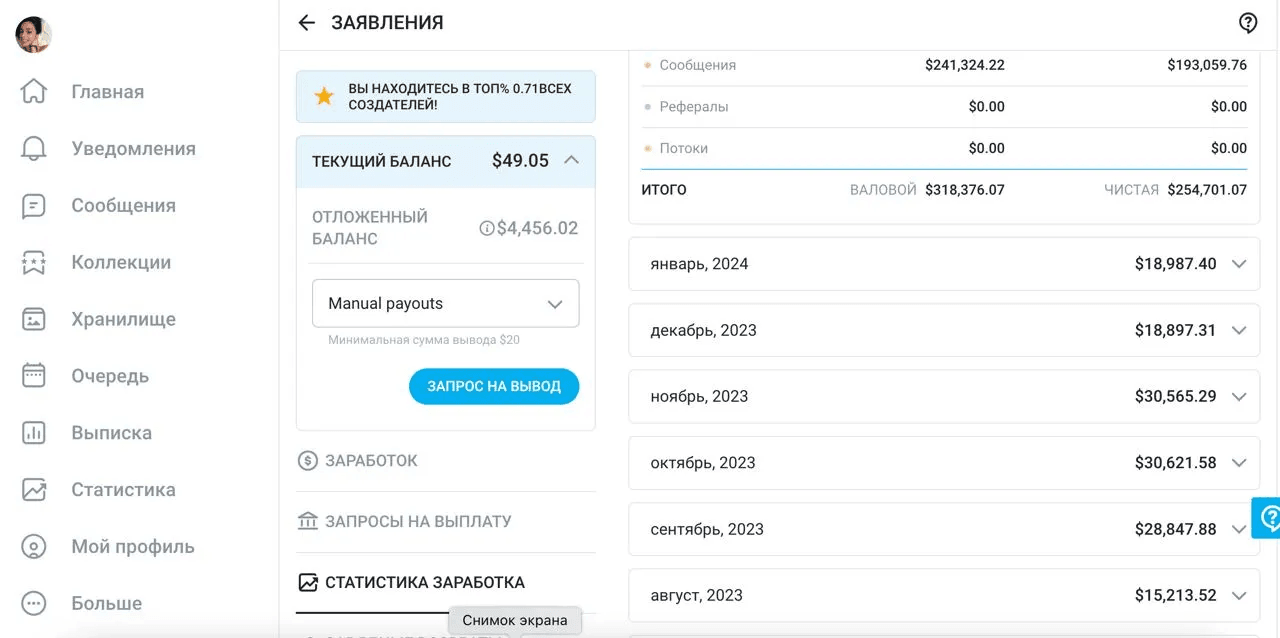 ЗАЯВЛЕНИЯ
Главная
Уведомления
Сообщения
Коллекции
Хранилище
Очередь
Выписка
Статистика
Мой профиль
Больше
ВЫ НАХОДИТЕСЬ В ТОП% 0.71ВСЕХ
СОЗДАТЕЛЕЙ!
ТЕКУЩИЙ БАЛАНС $49.05
ОТЛОЖЕННЫЙ
БАЛАНС $4,456.02
Manual payouts
Минимальная сумма вывода $20
ЗАПРОС НА ВЫВОД
ЗАРАБОТОК
ЗАПРОСЫ НА ВЫПЛАТУ
СТАТИСТИКА ЗАРАБОТКА
Снимок экрана
Сообщения $241,324.22 $193,059.76
Рефералы $0.00 $0.00
Потоки $0.00 $0.00
ИТОГО ВАЛОВОЙ $318,376.07 ЧИСТАЯ $254,701.07
январь, 2024 $18,987.40
декабрь, 2023 $18,897.31
ноябрь, 2023 $30,565.29
октябрь, 2023 $30,621.58
сентябрь, 2023 $28,847.88
август, 2023 $15,213.52